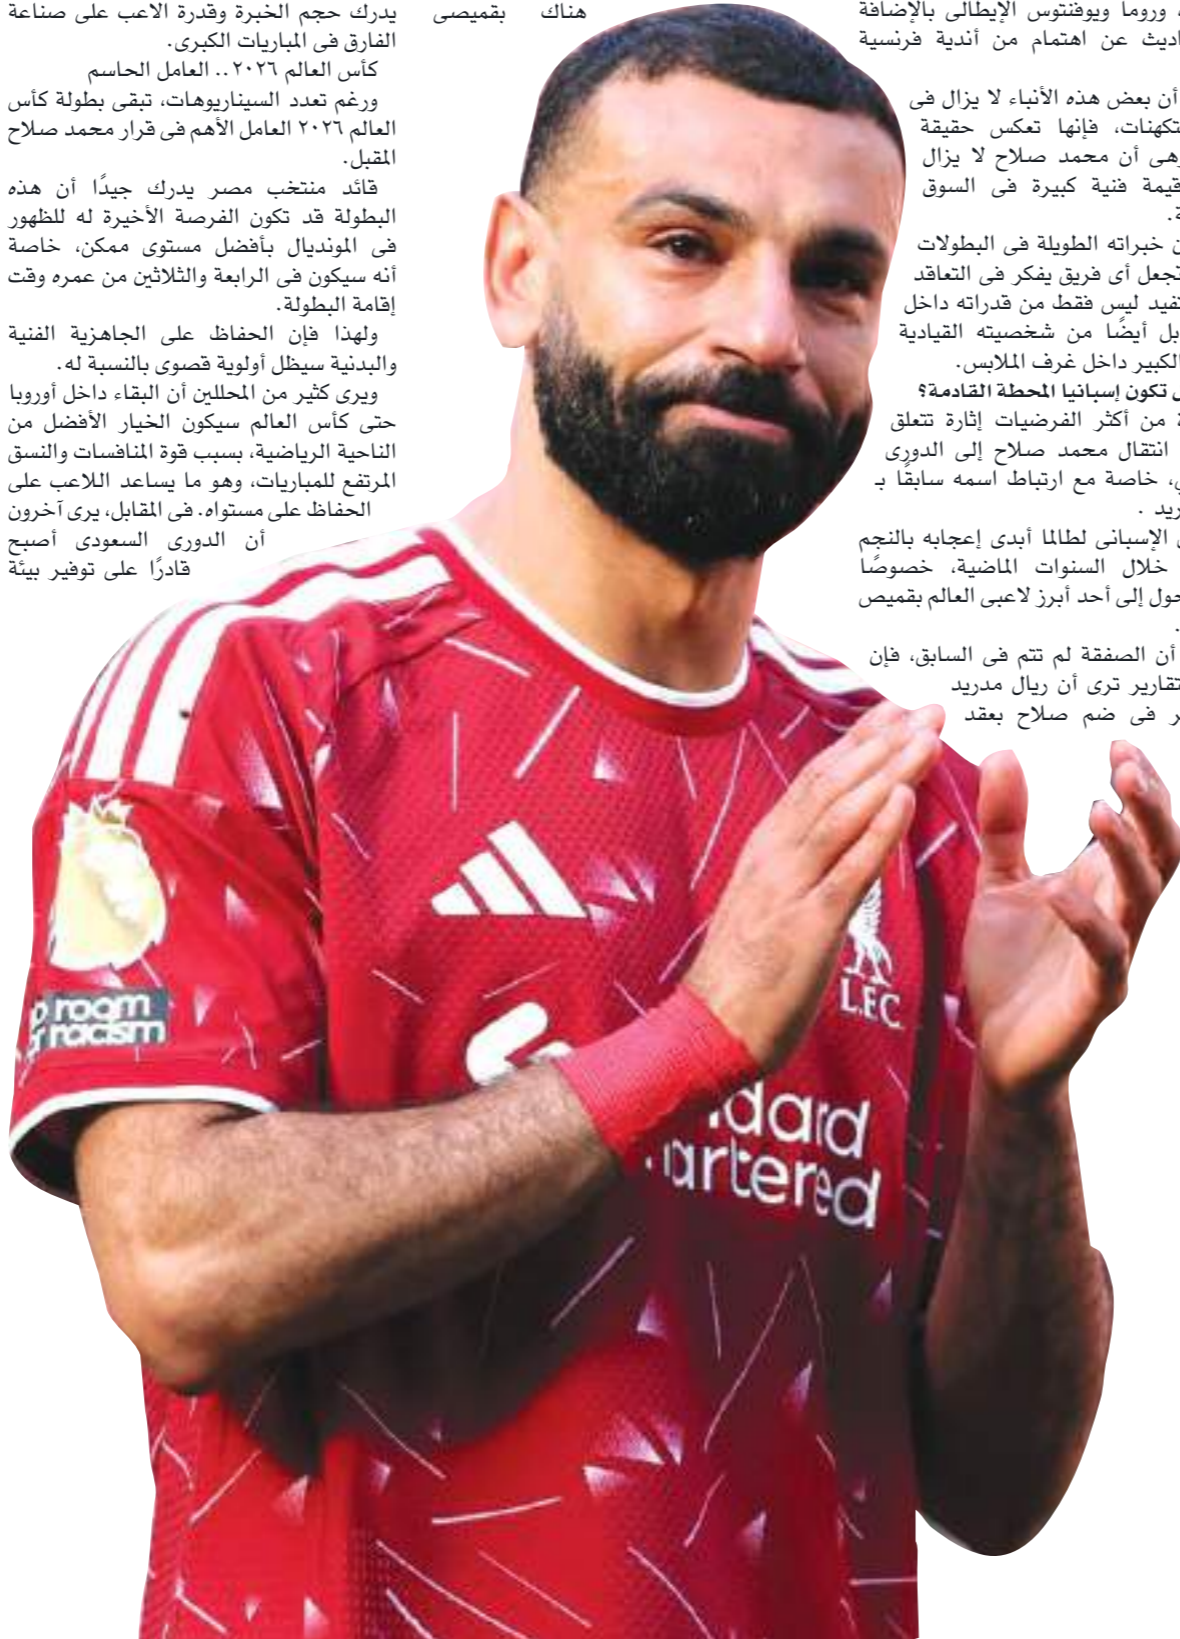 ، وروما ويوفنتوس الإيطالى بالإضافة
اديث عن اهتمام من أندية فرنسية
أن بعض هذه الأنباء لا يزال فى
تكهنات، فإنها تعكس حقيقة
وهى أن محمد صلاح لا يزال
قيمة فنية كبيرة فى السوق
ة.
ن خبراته الطويلة فى البطولات
تجعل أى فريق يفكر فى التعاقد
تفيد ليس فقط من قدراته داخل
بل أيضًا من شخصيته القيادية
الكبير داخل غرف الملابس.
ل تكون إسبانيا المحطة القادمة؟
ة من أكثر الفرضيات إثارة تتعلق
انتقال محمد صلاح إلى الدورى
ي، خاصة مع ارتباط اسمه سابقًا بـ
ريد .
ى الإسبانى لطالما أبدى إعجابه بالنجم
خلال السنوات الماضية، خصوصًا
حول إلى أحد أبرز لاعبى العالم بقميص
.
أن الصفقة لم تتم فى السابق، فإن
تقارير ترى أن ريال مدريد
ر فى ضم صلاح بعقد
هناك بقميصى
يدرك حجم الخبرة وقدرة الاعب على صناعة
الفارق فى المباريات الكبرى.
كأس العالم ٢٠٢٦ .. العامل الحاسم
ورغم تعدد السيناريوهات، تبقى بطولة كأس
العالم ٢٠٢٦ العامل الأهم فى قرار محمد صلاح
المقبل.
قائد منتخب مصر يدرك جيدًا أن هذه
البطولة قد تكون الفرصة الأخيرة له للظهور
فى المونديال بأفضل مستوى ممكن، خاصة
أنه سيكون فى الرابعة والثلاثين من عمره وقت
إقامة البطولة.
ولهذا فإن الحفاظ على الجاهزية الفنية
والبدنية سيظل أولوية قصوى بالنسبة له.
ويرى كثير من المحللين أن البقاء داخل أوروبا
حتى كأس العالم سيكون الخيار الأفضل من
الناحية الرياضية، بسبب قوة المنافسات والنسق
المرتفع للمباريات، وهو ما يساعد اللاعب على
الحفاظ على مستواه. فى المقابل، يرى آخرون
أن الدورى السعودى أصبح
قادرًا على توفير بيئة
o room
r racism
L.F.C.
dard
artered